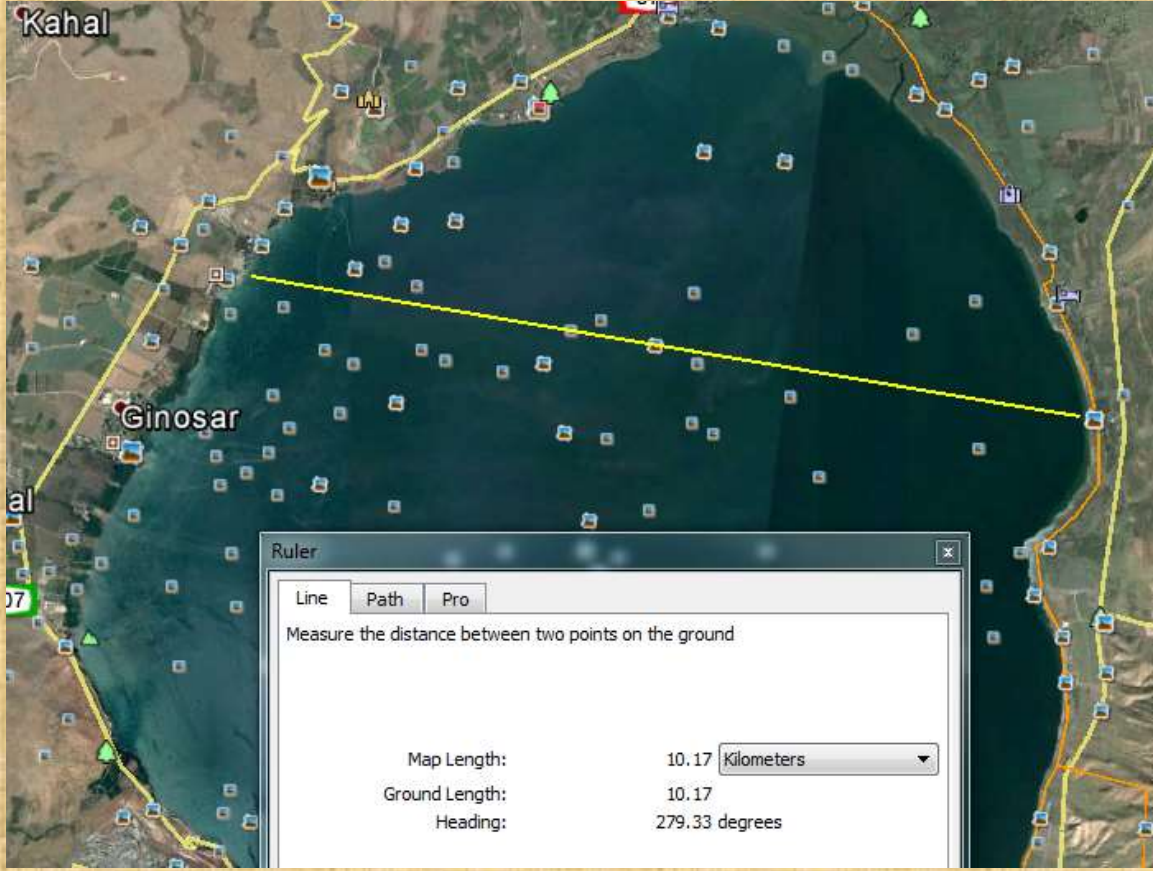 Kahal
Ginosar
al
07
Ruler
Line Path Pro
Measure the distance between two points on the ground
Map Length: 10.17 Kilometers
Ground Length: 10.17
Heading: 279.33 degrees